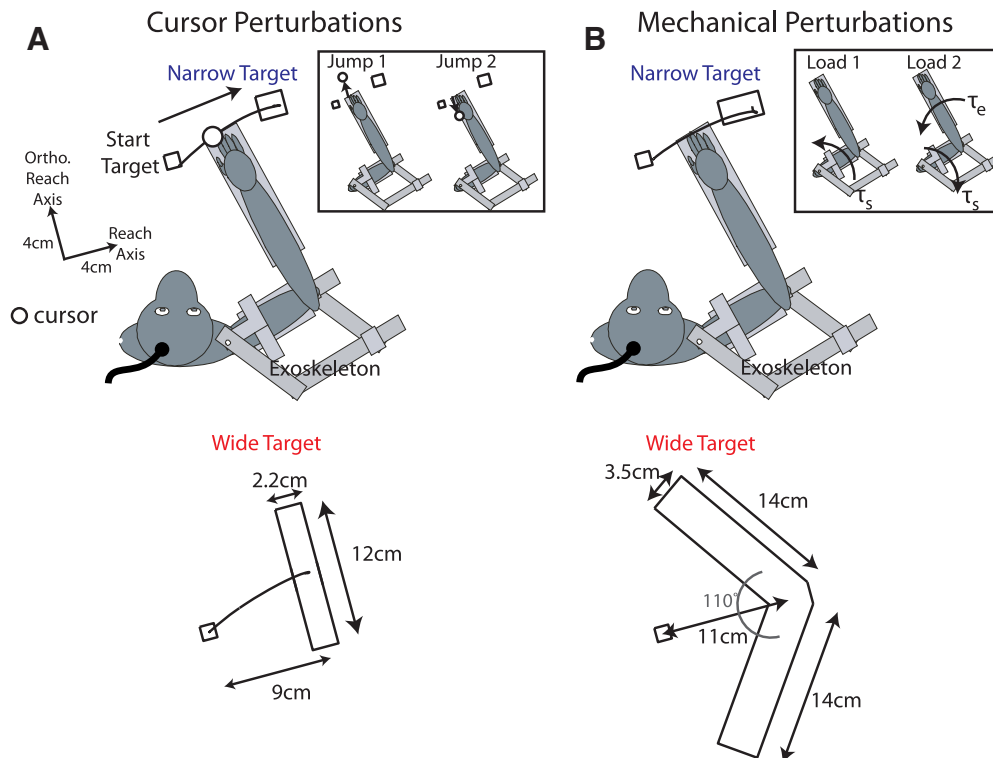 A
Cursor Perturbations
Narrow Target
Jump 1
Jump 2
Start
Target
Ortho.
Reach
Axis
4cm
Reach
Axis
4cm
cursor
Exoskeleton
Wide Target
2.2cm
12cm
9cm
B
Mechanical Perturbations
Narrow Target
Load 1
Load 2
τs
τe
τs
Exoskeleton
Wide Target
3.5cm
14cm
110°
11cm
14cm